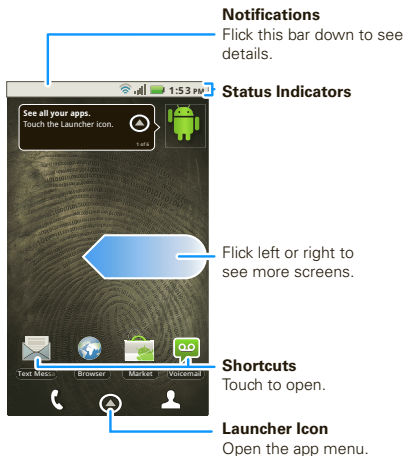 Notifications
Flick this bar down to see
details.
1:53 PM
Status Indicators
See all your apps.
Touch the Launcher icon.
1 of 6
Flick left or right to
see more screens.
Text Messa
Browser
Market
Voicemail
Shortcuts
Touch to open.
Launcher Icon
Open the app menu.